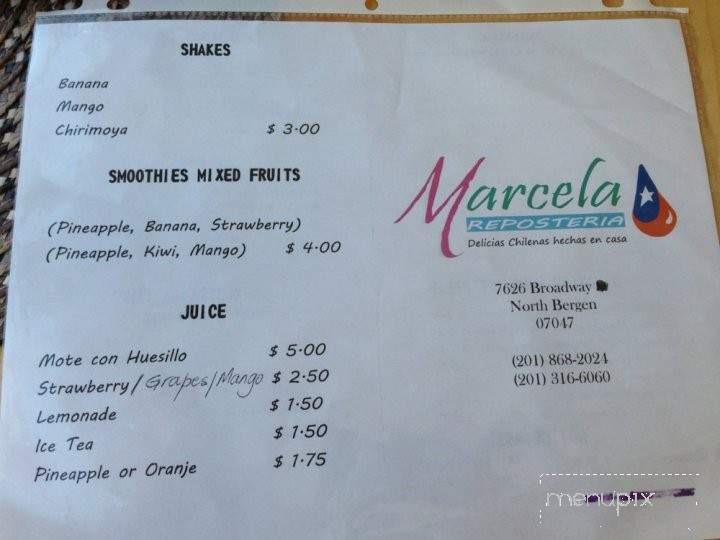 SHAKES
Banana
Mango
Chirimoya $ 3.00
SMOOTHIES MIXED FRUITS
(Pineapple, Banana, Strawberry)
(Pineapple, Kiwi, Mango) $ 4.00
JUICE
Mote con Huesillo $ 5.00
Strawberry/Grapes/Mango $ 2.50
Lemonade $ 1.50
Ice Tea $ 1.50
Pineapple or Oranje $ 1.75
Marcela
REPOSTERIA
Delicias Chilenas hechas en casa
7626 Broadway
North Bergen
07047
(201) 868-2024
(201) 316-6060
menupix